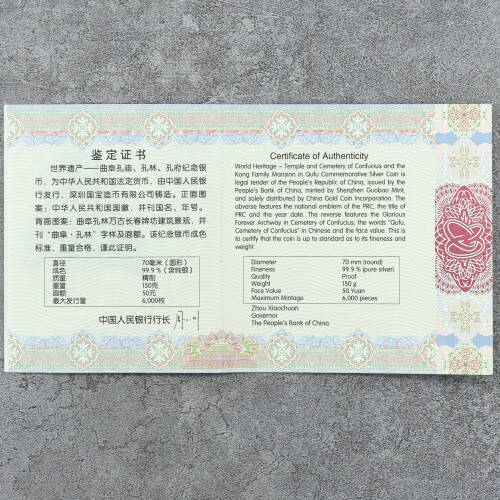 鉴定证书
世界遗产——曲阜孔庙、孔林、孔府纪念银
币，为中华人民共和国法定货币，由中国人民银
行发行，深圳国宝造币有限公司铸造。正面图
案：中华人民共和国国徽，并刊国名、年号。
背面图案：曲阜孔林万古长春牌坊建筑景观，并
刊“曲阜·孔林”字样及面额。该纪念银币成色
标准，重量合格，谨此证明。
直径 70毫米（圆形）
成色 99.9%（含纯银）
质量 精制
重量 150克
面额 50元
最大发行量 6,000枚
中国人民银行行长
Certificate of Authenticity
World Heritage – Temple and Cemetery of Confucius and the
Kong Family Mansion in Qufu Commemorative Silver Coin is
legal tender of the People's Republic of China, issued by the
People's Bank of China, minted by Shenzhen Guobao Mint,
and solely distributed by China Gold Coin Incorporation. The
obverse features the national emblem of the PRC, the title of
PRC and the year date. The reverse features the Glorious
Forever Archway in Cemetery of Confucius, the words "Qufu,
Cemetery of Confucius" in Chinese and the face value. This is
to certify that the coin is up to standard as to its fineness and
weight.
Diameter 70 mm (round)
Fineness 99.9 % (pure silver)
Quality Proof
Weight 150 g
Face Value 50 Yuan
Maximum Mintage 6,000 pieces
Zhou Xiaochuan
Governor
The People's Bank of China